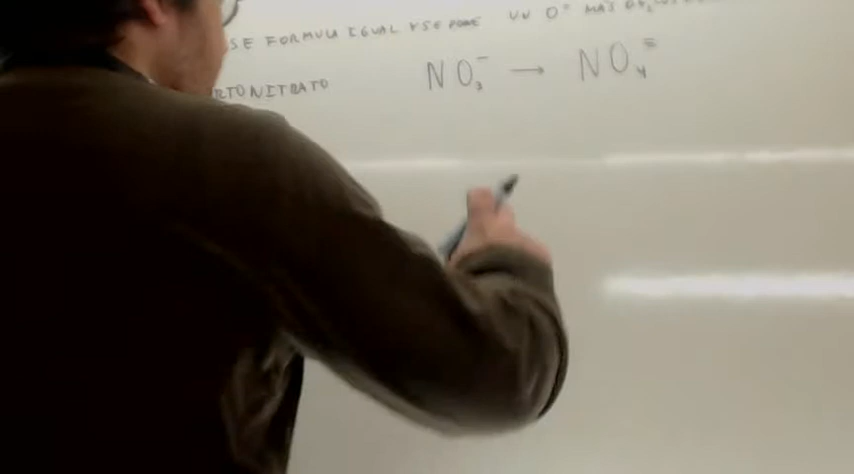 SE FORMULA IGUAL Y SE PONE UN O⁼ MÁS
RTONITRATO NO₃⁻ → NO₄⁼